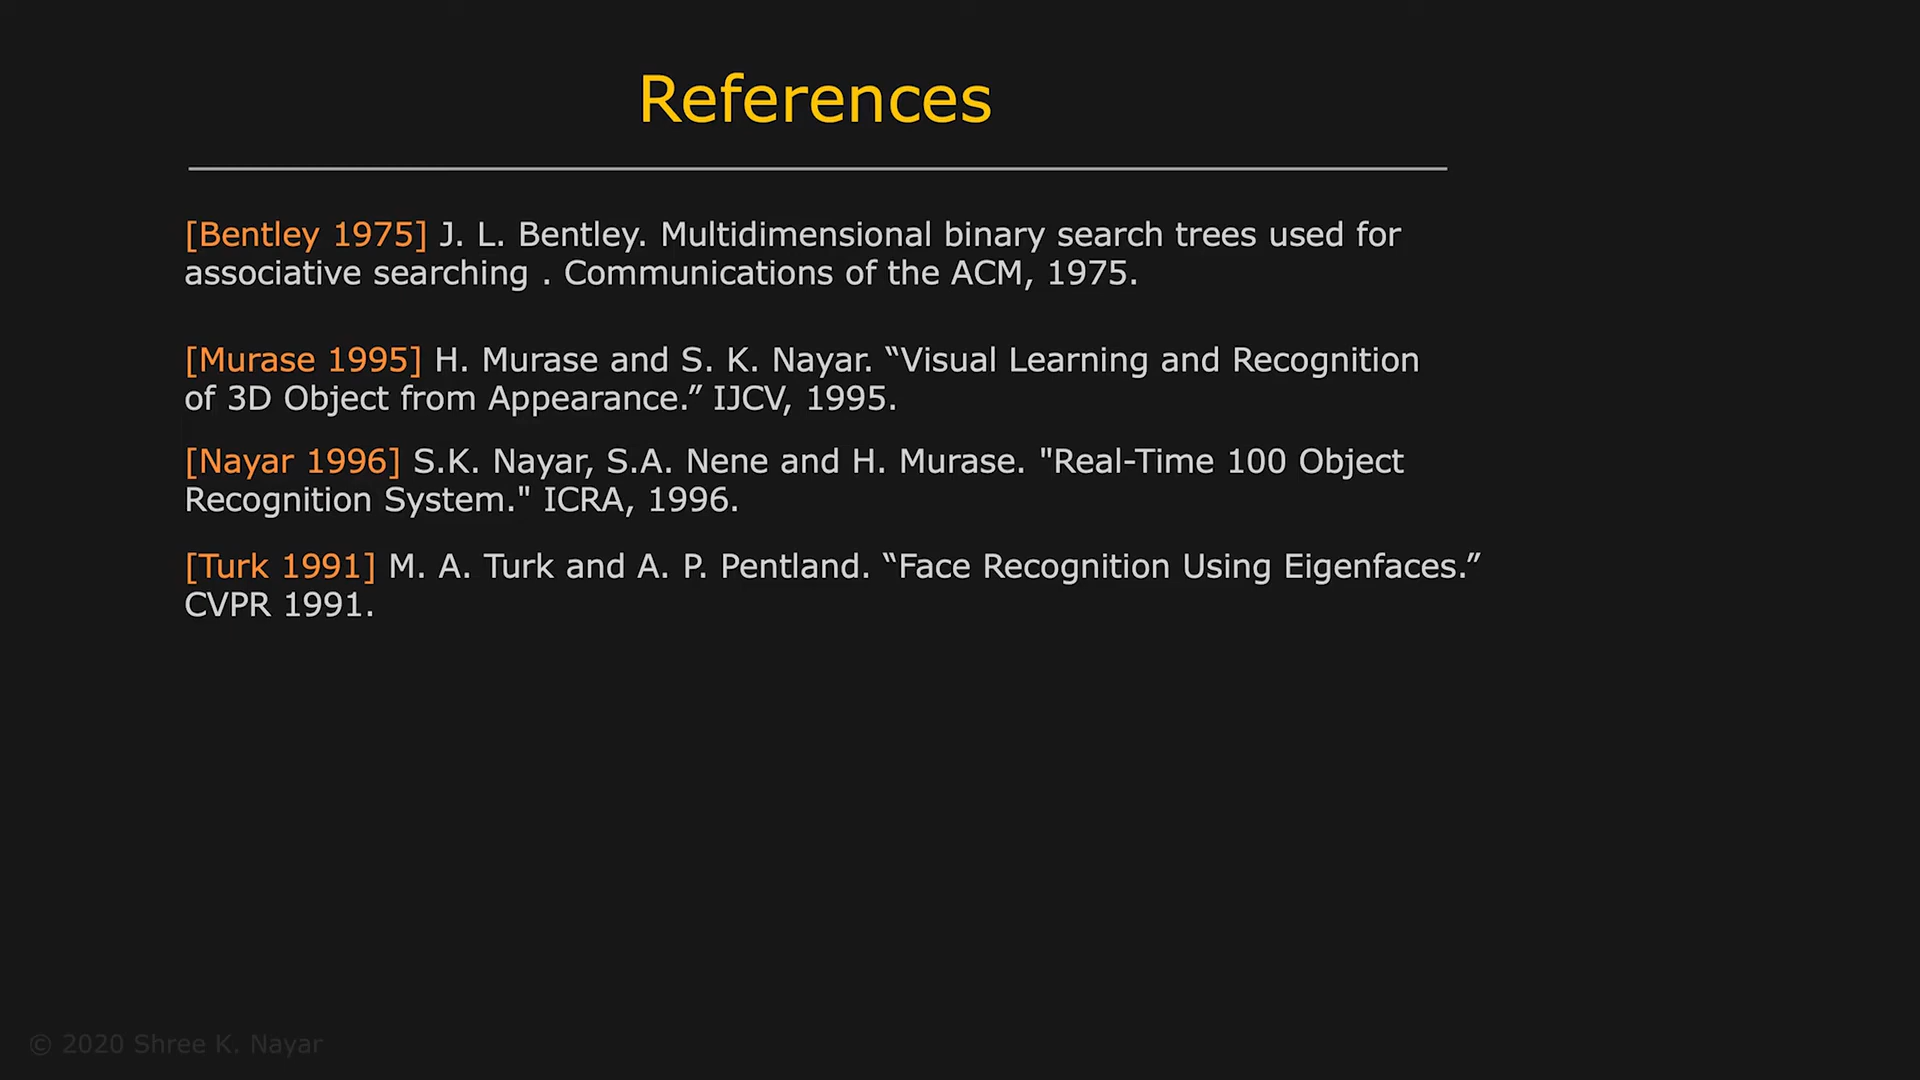 References
[Bentley 1975] J. L. Bentley. Multidimensional binary search trees used for
associative searching . Communications of the ACM, 1975.
[Murase 1995] H. Murase and S. K. Nayar. “Visual Learning and Recognition
of 3D Object from Appearance.” IJCV, 1995.
[Nayar 1996] S.K. Nayar, S.A. Nene and H. Murase. "Real-Time 100 Object
Recognition System." ICRA, 1996.
[Turk 1991] M. A. Turk and A. P. Pentland. “Face Recognition Using Eigenfaces.”
CVPR 1991.
© 2020 Shree K. Nayar